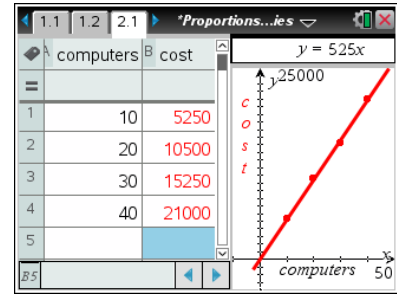 1.1 1.2 2.1 *Propor...ies
A computers B cost
=
1 10 5250
2 20 10500
3 30 15250
4 40 21000
5
B5
y = 525x
y 25000
cost
x
computers 50